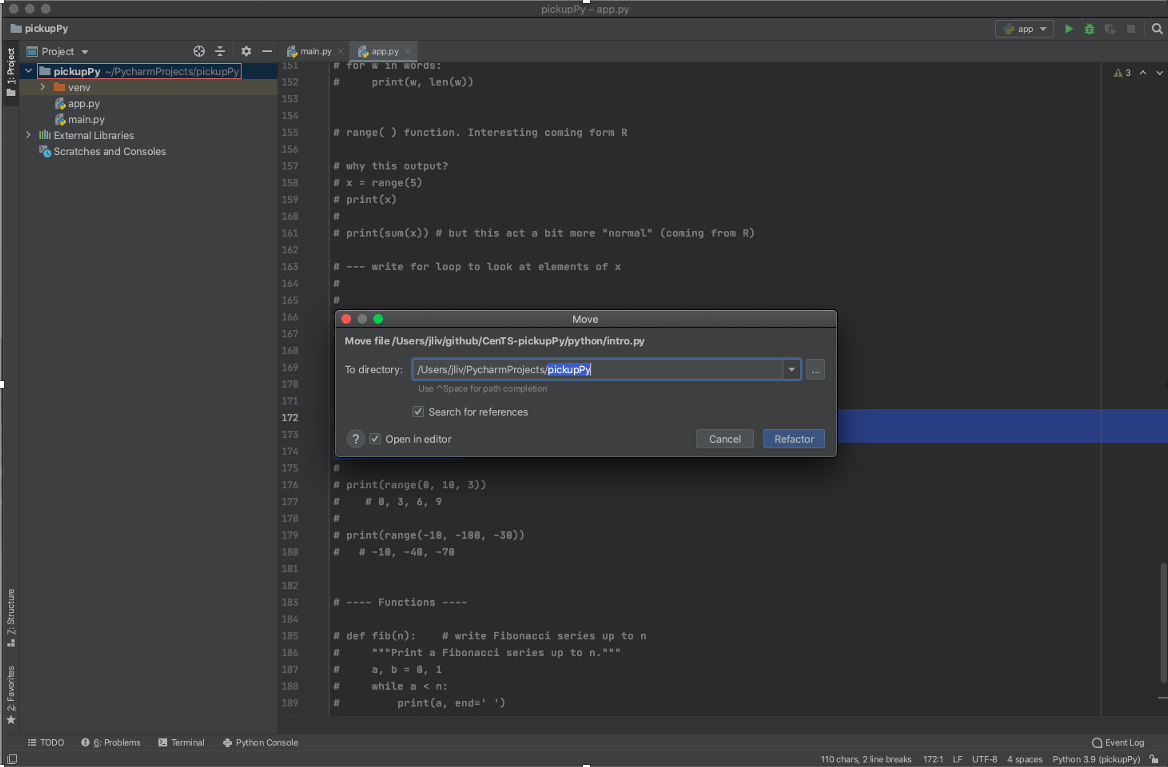 pickupPy – app.py
pickupPy
app
1: Project
Project
main.py
app.py
pickupPy ~/PycharmProjects/pickupPy
venv
app.py
main.py
External Libraries
Scratches and Consoles
3
151 # for w in words:
152 #     print(w, len(w))
153
154
155 # range( ) function. Interesting coming form R
156
157 # why this output?
158 # x = range(5)
159 # print(x)
160 #
161 # print(sum(x)) # but this act a bit more "normal" (coming from R)
162
163 # --- write for loop to look at elements of x
164 #
165 #
166
167
168
169
170
171
172
173
174
175 #
176 # print(range(0, 10, 3))
177 #    # 0, 3, 6, 9
178 #
179 # print(range(-10, -100, -30))
180 #   # -10, -40, -70
181
182
183 # ---- Functions ----
184
185 # def fib(n):    # write Fibonacci series up to n
186 #     """Print a Fibonacci series up to n."""
187 #     a, b = 0, 1
188 #     while a < n:
189 #         print(a, end=' ')
Move
Move file /Users/jliv/github/CenTS-pickupPy/python/intro.py
To directory: /Users/jliv/PycharmProjects/pickupPy ...
Use ^Space for path completion
Search for references
? Open in editor
Cancel
Refactor
7: Structure
2: Favorites
TODO
6: Problems
Terminal
Python Console
Event Log
110 chars, 2 line breaks 172:1 LF UTF-8 4 spaces Python 3.9 (pickupPy)